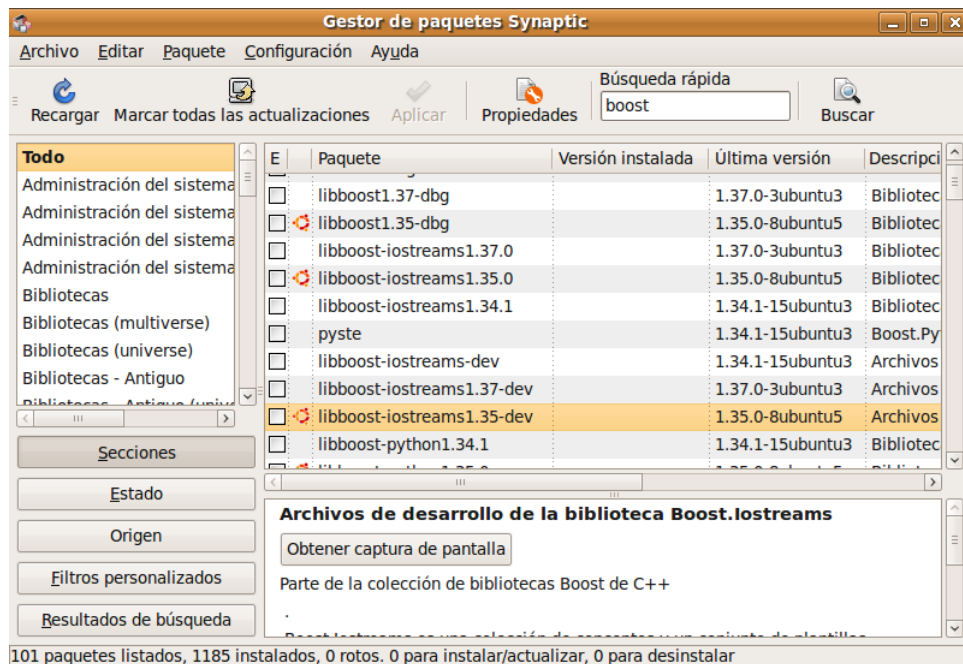 Gestor de paquetes Synaptic
Archivo Editar Paquete Configuración Ayuda
Búsqueda rápida
Recargar Marcar todas las actualizaciones Aplicar Propiedades boost Buscar
Todo
Administración del sistema
Administración del sistema
Administración del sistema
Administración del sistema
Bibliotecas
Bibliotecas (multiverse)
Bibliotecas (universe)
Bibliotecas - Antiguo
Secciones
Estado
Origen
Filtros personalizados
Resultados de búsqueda
E Paquete Versión instalada Última versión Descripci
libboost1.37-dbg 1.37.0-3ubuntu3 Bibliotec
libboost1.35-dbg 1.35.0-8ubuntu5 Bibliotec
libboost-iostreams1.37.0 1.37.0-3ubuntu3 Bibliotec
libboost-iostreams1.35.0 1.35.0-8ubuntu5 Bibliotec
libboost-iostreams1.34.1 1.34.1-15ubuntu3 Bibliotec
pyste 1.34.1-15ubuntu3 Boost.Py
libboost-iostreams-dev 1.34.1-15ubuntu3 Archivos
libboost-iostreams1.37-dev 1.37.0-3ubuntu3 Archivos
libboost-iostreams1.35-dev 1.35.0-8ubuntu5 Archivos
libboost-python1.34.1 1.34.1-15ubuntu3 Bibliotec
Archivos de desarrollo de la biblioteca Boost.Iostreams
Obtener captura de pantalla
Parte de la colección de bibliotecas Boost de C++
.
101 paquetes listados, 1185 instalados, 0 rotos. 0 para instalar/actualizar, 0 para desinstalar